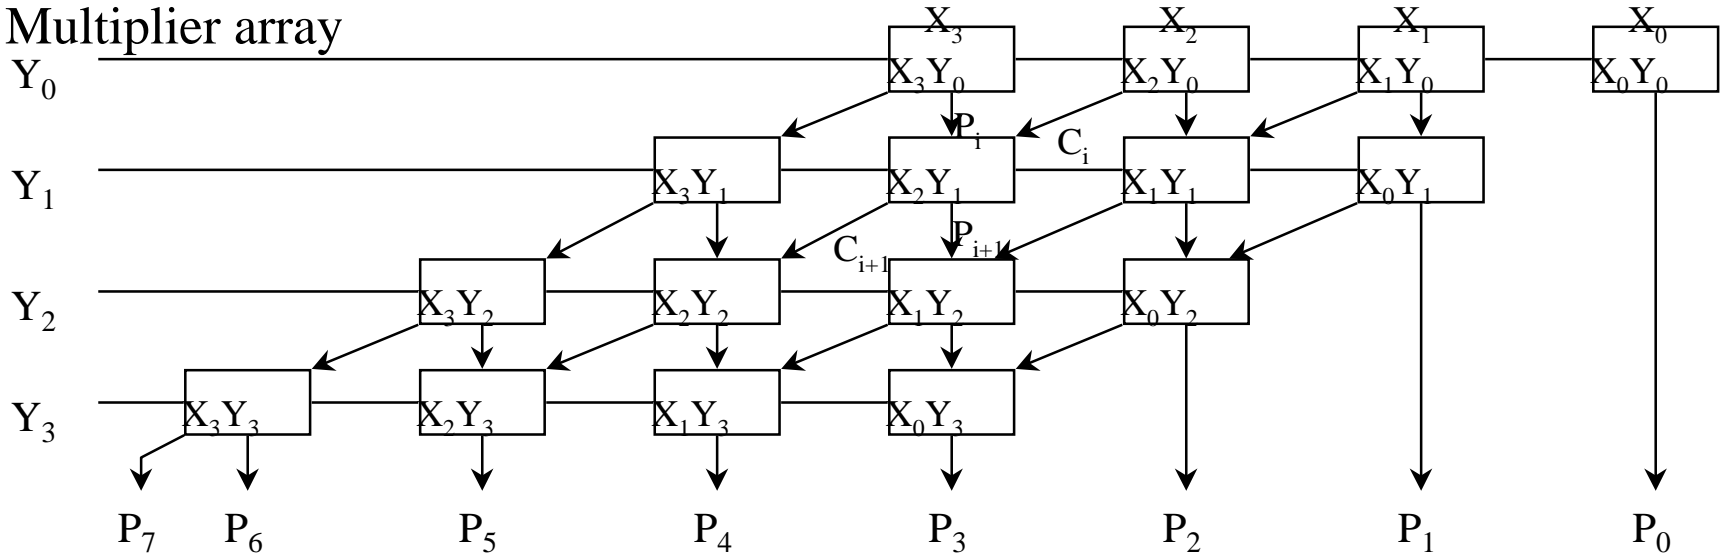 Multiplier array
X₃ X₂ X₁ X₀
Y₀ X₃Y₀ X₂Y₀ X₁Y₀ X₀Y₀
Pᵢ Cᵢ
Y₁ X₃Y₁ X₂Y₁ X₁Y₁ X₀Y₁
Cᵢ₊₁ Pᵢ₊₁
Y₂ X₃Y₂ X₂Y₂ X₁Y₂ X₀Y₂
Y₃ X₃Y₃ X₂Y₃ X₁Y₃ X₀Y₃
P₇ P₆ P₅ P₄ P₃ P₂ P₁ P₀